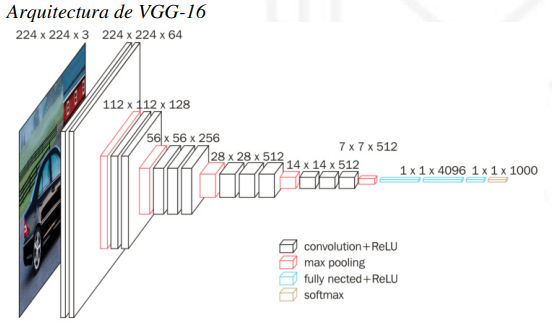 Arquitectura de VGG-16
224 x 224 x 3
224 x 224 x 64
112 x 112 x 128
56 x 56 x 256
28 x 28 x 512
14 x 14 x 512
7 x 7 x 512
1 x 1 x 4096
1 x 1 x 1000
convolution+ReLU
max pooling
fully nected+ReLU
softmax